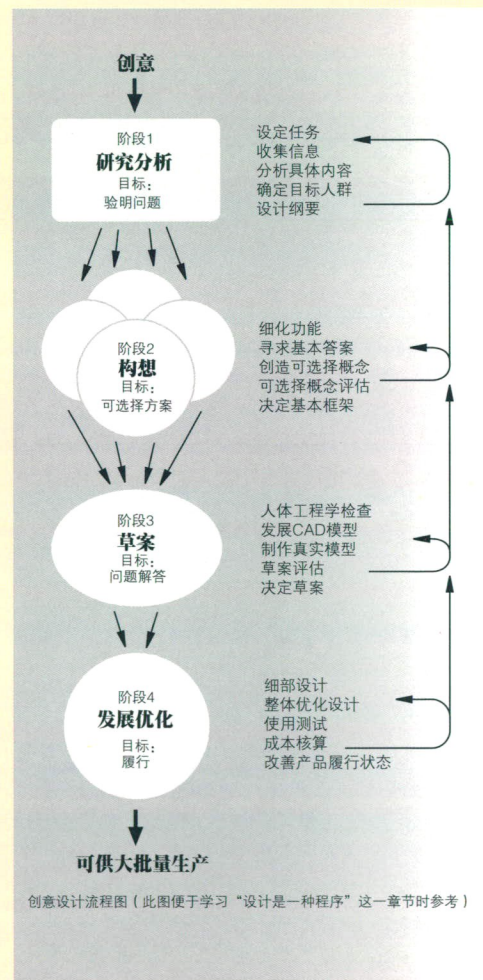 创意
阶段1
研究分析
目标：
验明问题
设定任务
收集信息
分析具体内容
确定目标人群
设计纲要
阶段2
构想
目标：
可选择方案
细化功能
寻求基本答案
创造可选择概念
可选择概念评估
决定基本框架
阶段3
草案
目标：
问题解答
人体工程学检查
发展CAD模型
制作真实模型
草案评估
决定草案
阶段4
发展优化
目标：
履行
细部设计
整体优化设计
使用测试
成本核算
改善产品履行状态
可供大批量生产
创意设计流程图（此图便于学习“设计是一种程序”这一章节时参考）